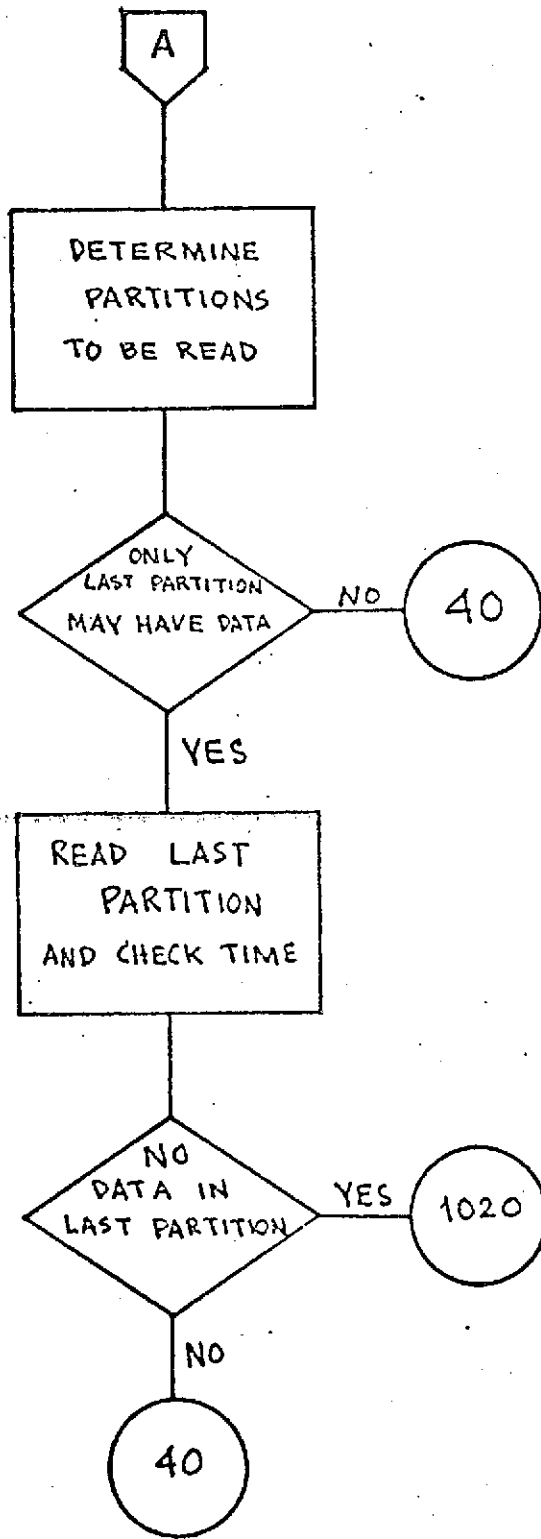 A
DETERMINE
PARTITIONS
TO BE READ
ONLY
LAST PARTITION
MAY HAVE DATA
NO
40
YES
READ LAST
PARTITION
AND CHECK TIME
NO
DATA IN
LAST PARTITION
YES
1020
NO
40